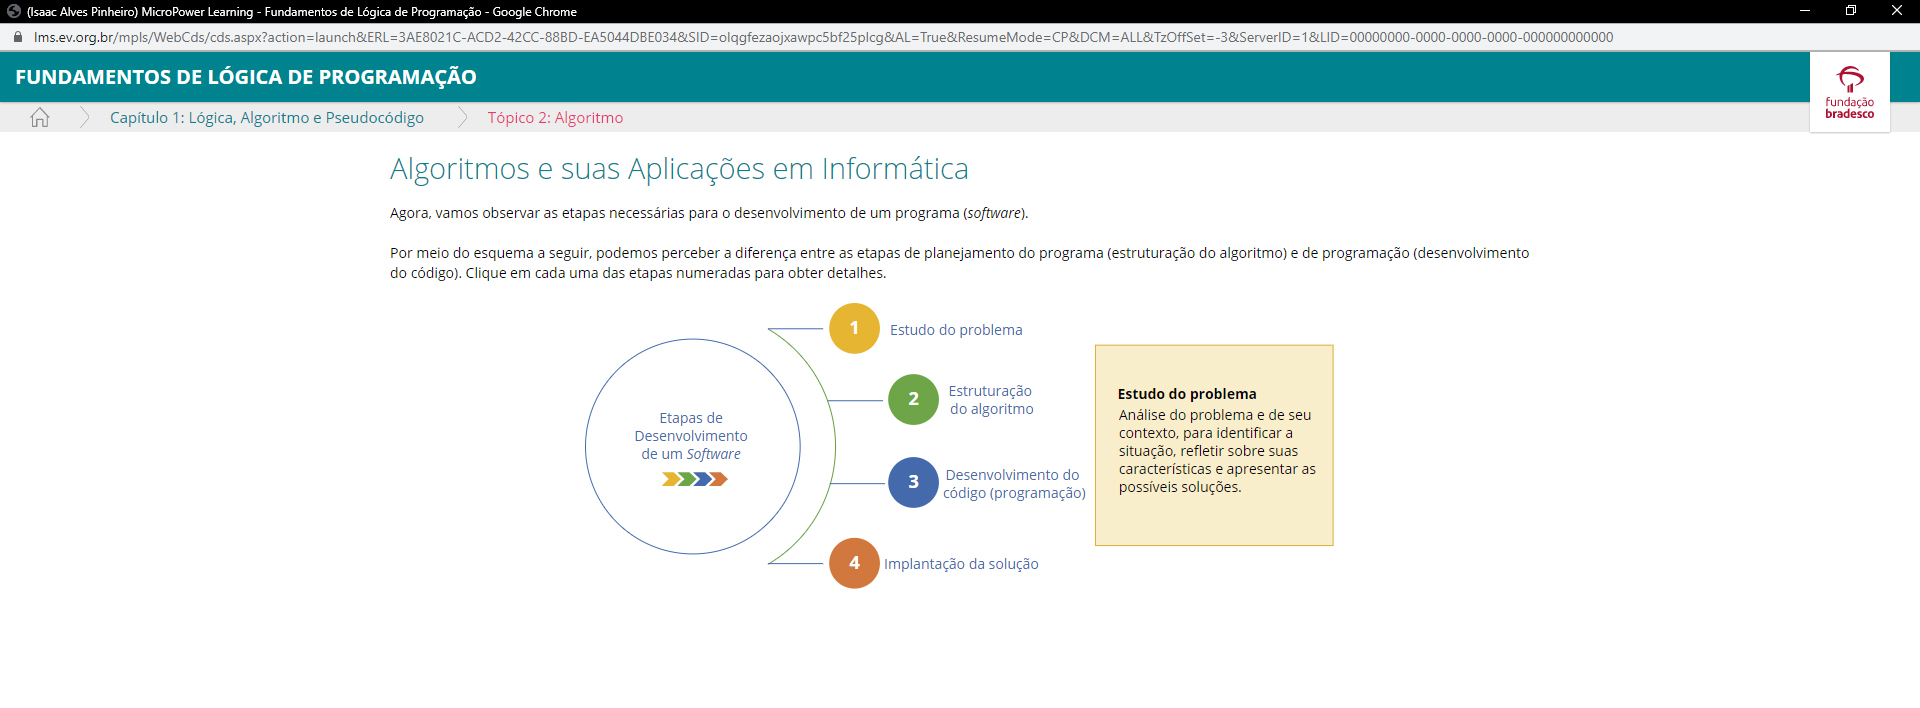 (Isaac Alves Pinheiro) MicroPower Learning - Fundamentos de Lógica de Programação - Google Chrome
lms.ev.org.br/mpls/WebCds/cds.aspx?action=launch&ERL=3AE8021C-ACD2-42CC-88BD-EA5044DBE034&SID=olqgfezaojxawpc5bf25plcg&AL=True&ResumeMode=CP&DCM=ALL&TzOffSet=-3&ServerID=1&LID=00000000-0000-0000-0000-000000000000
FUNDAMENTOS DE LÓGICA DE PROGRAMAÇÃO
fundação
bradesco
Capítulo 1: Lógica, Algoritmo e Pseudocódigo
Tópico 2: Algoritmo
Algoritmos e suas Aplicações em Informática
Agora, vamos observar as etapas necessárias para o desenvolvimento de um programa (software).
Por meio do esquema a seguir, podemos perceber a diferença entre as etapas de planejamento do programa (estruturação do algoritmo) e de programação (desenvolvimento
do código). Clique em cada uma das etapas numeradas para obter detalhes.
Etapas de
Desenvolvimento
de um Software
1
Estudo do problema
2
Estruturação
do algoritmo
3
Desenvolvimento do
código (programação)
4
Implantação da solução
Estudo do problema
Análise do problema e de seu
contexto, para identificar a
situação, refletir sobre suas
características e apresentar as
possíveis soluções.